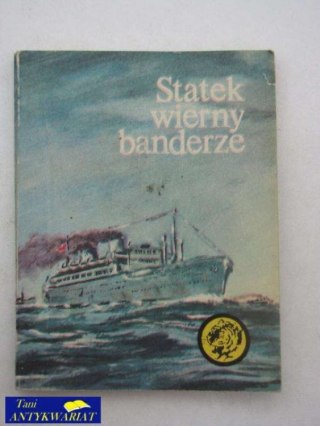 Statek
wierny
banderze
Tani
ANTYKWARIAT